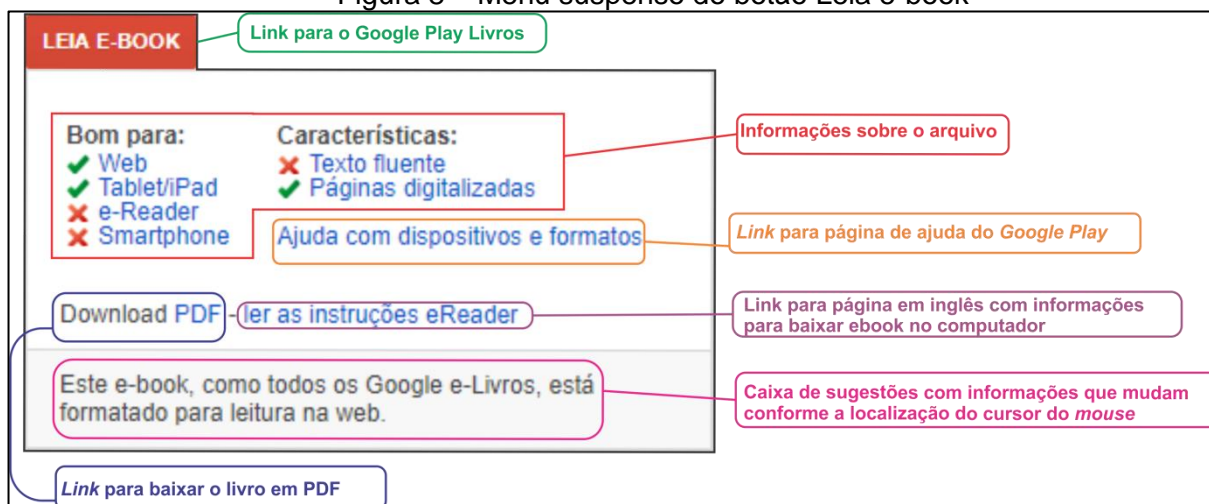 Figura 3 – Menu suspenso do botão Leia e-book
LEIA E-BOOK
Link para o Google Play Livros
Bom para:
Características:
Web
Texto fluente
Tablet/iPad
Páginas digitalizadas
e-Reader
Smartphone
Informações sobre o arquivo
Ajuda com dispositivos e formatos
Link para página de ajuda do Google Play
Download PDF - ler as instruções eReader
Link para página em inglês com informações
para baixar ebook no computador
Este e-book, como todos os Google e-Livros, está
formatado para leitura na web.
Caixa de sugestões com informações que mudam
conforme a localização do cursor do mouse
Link para baixar o livro em PDF